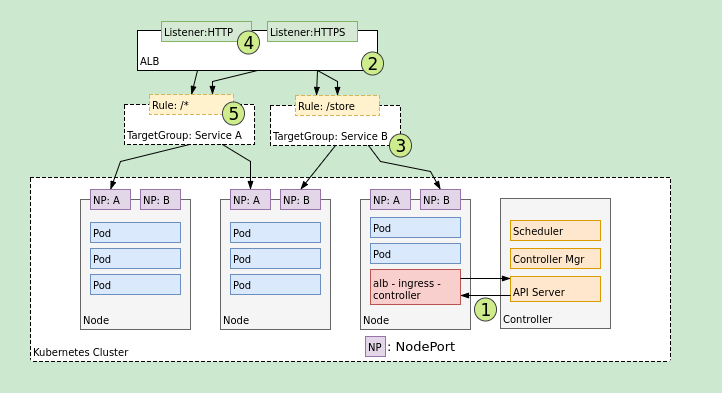 Listener:HTTP
Listener:HTTPS
4
ALB
2
Rule: /*
Rule: /store
5
TargetGroup: Service A
TargetGroup: Service B
3
NP: A
NP: B
NP: A
NP: B
NP: A
NP: B
Pod
Pod
Pod
Node
Pod
Pod
Pod
Node
Pod
Pod
alb - ingress -
controller
Node
Scheduler
Controller Mgr
API Server
Controller
1
Kubernetes Cluster
NP
: NodePort